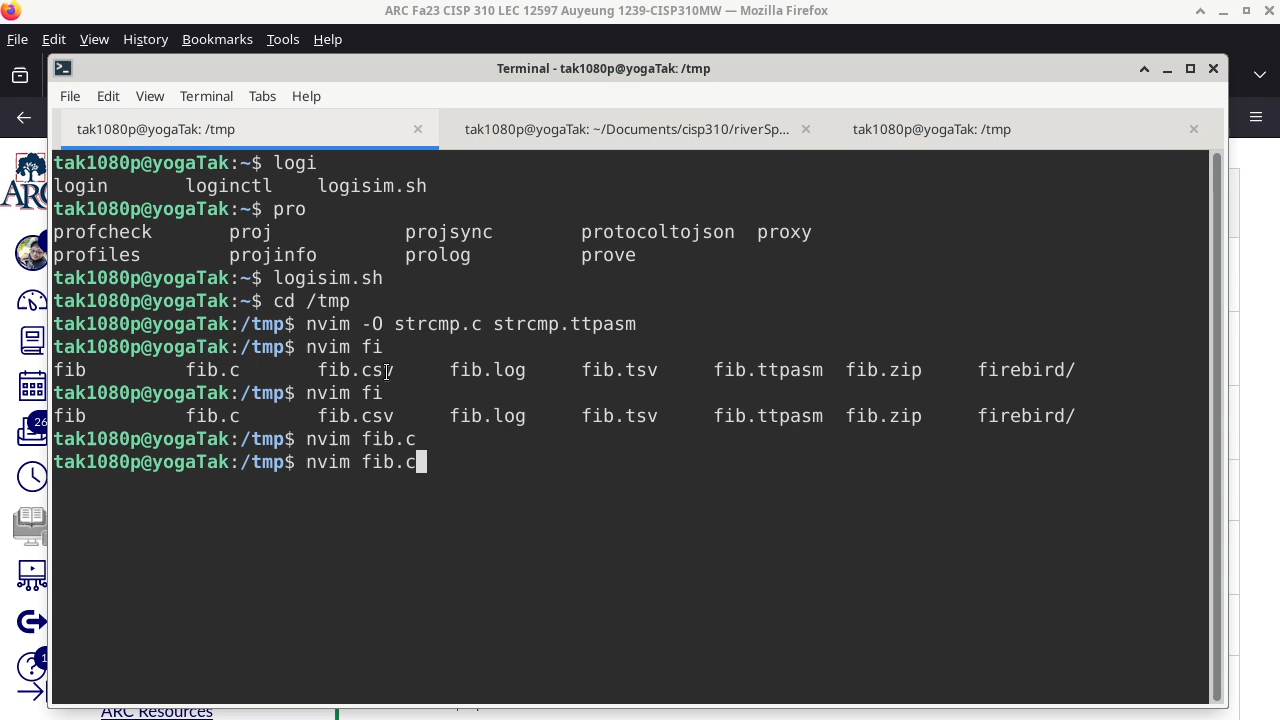 ARC Fa23 CISP 310 LEC 12597 Auyeung 1239-CISP310MW — Mozilla Firefox
File Edit View History Bookmarks Tools Help
Terminal - tak1080p@yogaTak: /tmp
File Edit View Terminal Tabs Help
tak1080p@yogaTak: /tmp
tak1080p@yogaTak: ~/Documents/cisp310/riverSp...
tak1080p@yogaTak: /tmp
tak1080p@yogaTak:~$ logi
login loginctl logisim.sh
tak1080p@yogaTak:~$ pro
profcheck proj projsync protocoltojson proxy
profiles projinfo prolog prove
tak1080p@yogaTak:~$ logisim.sh
tak1080p@yogaTak:~$ cd /tmp
tak1080p@yogaTak:/tmp$ nvim -O strcmp.c strcmp.ttpasm
tak1080p@yogaTak:/tmp$ nvim fi
fib fib.c fib.csv fib.log fib.tsv fib.ttpasm fib.zip firebird/
tak1080p@yogaTak:/tmp$ nvim fi
fib fib.c fib.csv fib.log fib.tsv fib.ttpasm fib.zip firebird/
tak1080p@yogaTak:/tmp$ nvim fib.c
tak1080p@yogaTak:/tmp$ nvim fib.c
ARC
26
1
ARC Resources